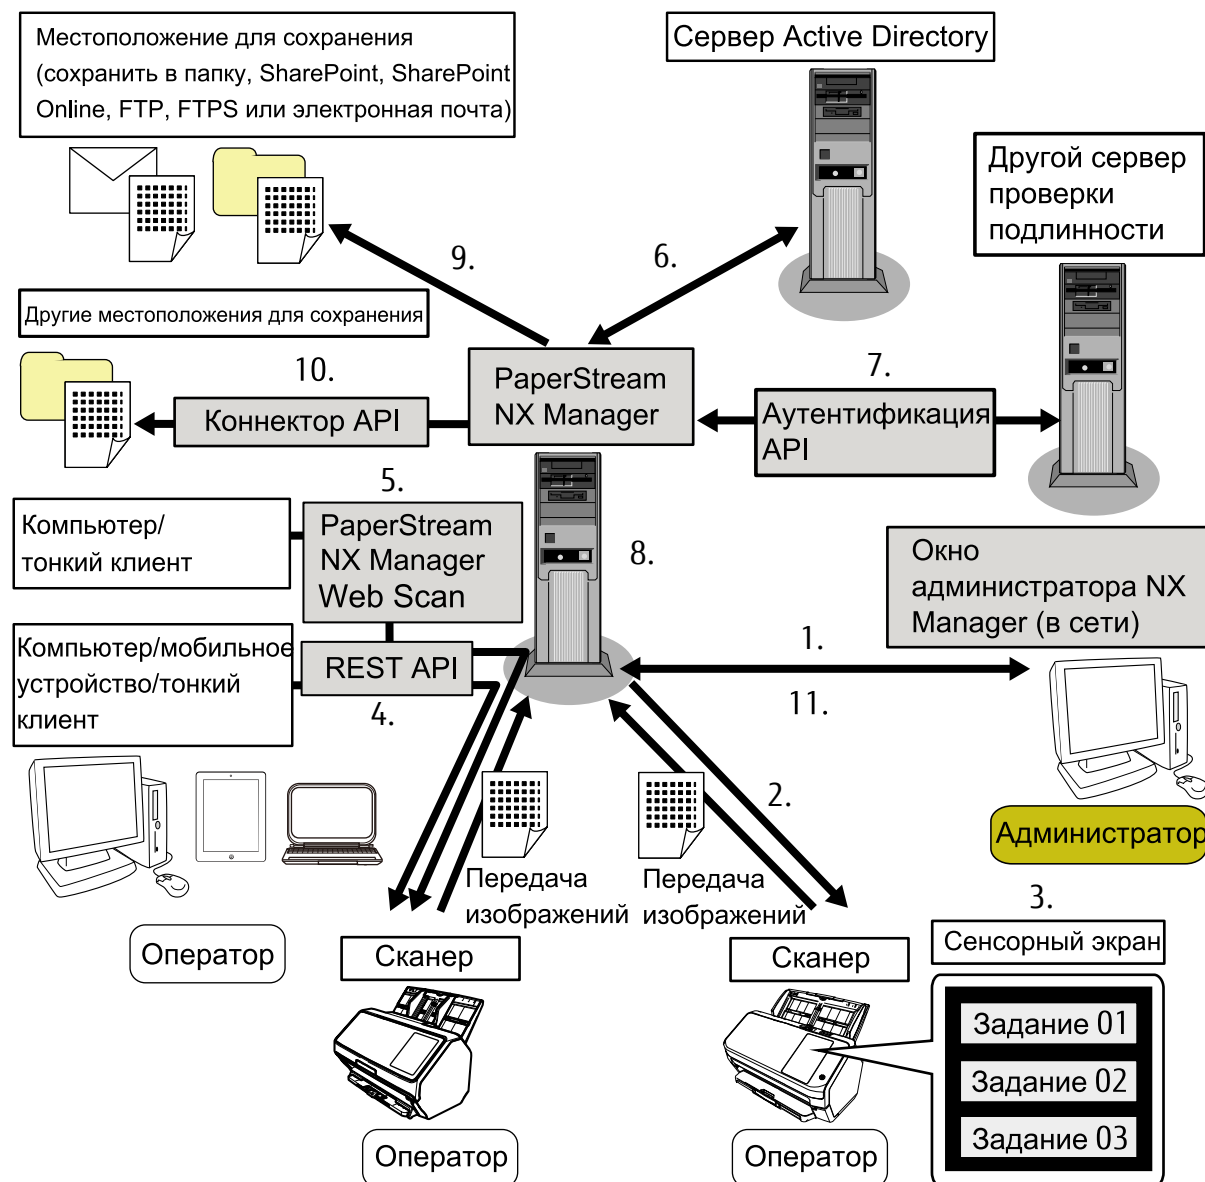 Местоположение для сохранения
(сохранить в папку, SharePoint, SharePoint
Online, FTP, FTPS или электронная почта)
Сервер Active Directory
Другой сервер
проверки
подлинности
9.
6.
Другие местоположения для сохранения
10.
Коннектор API
PaperStream
NX Manager
7.
Аутентификация
API
5.
Компьютер/
тонкий клиент
PaperStream
NX Manager
Web Scan
8.
Окно
администратора NX
Manager (в сети)
Компьютер/мобильное
устройство/тонкий
клиент
REST API
4.
1.
11.
2.
Передача
изображений
Передача
изображений
Администратор
3.
Сенсорный экран
Оператор
Сканер
Сканер
Задание 01
Задание 02
Задание 03
Оператор
Оператор